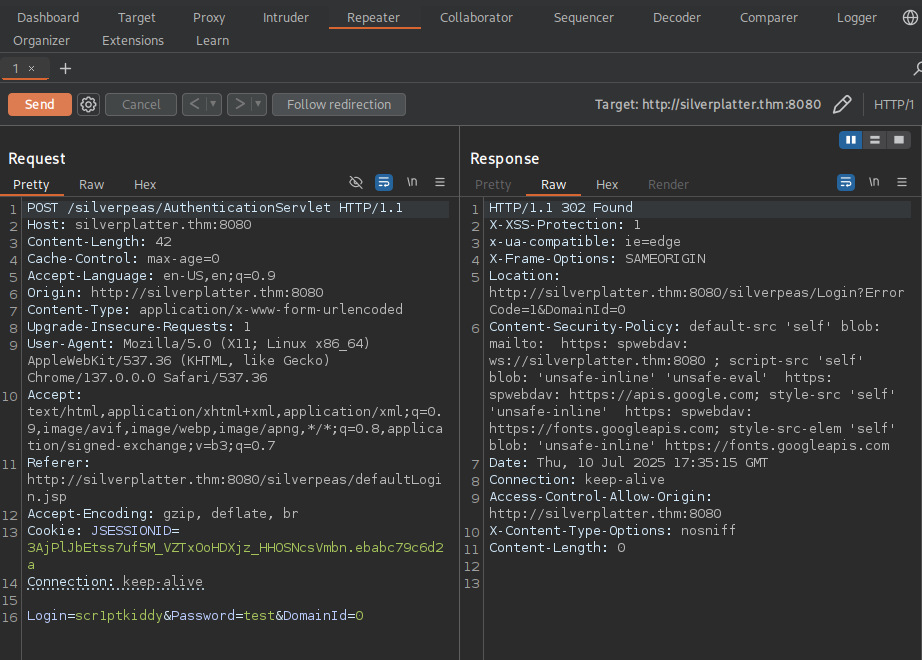 Dashboard Target Proxy Intruder Repeater Collaborator Sequencer Decoder Comparer Logger
Organizer Extensions Learn
1 × +
Send Cancel < ▾ > ▾ Follow redirection Target: http://silverplatter.thm:8080 HTTP/1
Request
Pretty Raw Hex \n
1 POST /silverpeas/AuthenticationServlet HTTP/1.1
2 Host: silverplatter.thm:8080
3 Content-Length: 42
4 Cache-Control: max-age=0
5 Accept-Language: en-US,en;q=0.9
6 Origin: http://silverplatter.thm:8080
7 Content-Type: application/x-www-form-urlencoded
8 Upgrade-Insecure-Requests: 1
9 User-Agent: Mozilla/5.0 (X11; Linux x86_64)
AppleWebKit/537.36 (KHTML, like Gecko)
Chrome/137.0.0.0 Safari/537.36
10 Accept:
text/html,application/xhtml+xml,application/xml;q=0.
9,image/avif,image/webp,image/apng,*/*;q=0.8,applica
tion/signed-exchange;v=b3;q=0.7
11 Referer:
http://silverplatter.thm:8080/silverpeas/defaultLogi
n.jsp
12 Accept-Encoding: gzip, deflate, br
13 Cookie: JSESSIONID=
3AjPlJbEtss7uf5M_VZTxOoHDXjz_HHOSNcsVmbn.ebabc79c6d2
a
14 Connection: keep-alive
15
16 Login=scr1ptkiddy&Password=test&DomainId=0
Response
Pretty Raw Hex Render \n
1 HTTP/1.1 302 Found
2 X-XSS-Protection: 1
3 x-ua-compatible: ie=edge
4 X-Frame-Options: SAMEORIGIN
5 Location:
http://silverplatter.thm:8080/silverpeas/Login?Error
Code=1&DomainId=0
6 Content-Security-Policy: default-src 'self' blob:
mailto:  https: spwebdav:
ws://silverplatter.thm:8080 ; script-src 'self'
blob: 'unsafe-inline' 'unsafe-eval'  https:
spwebdav: https://apis.google.com; style-src 'self'
'unsafe-inline'  https: spwebdav:
https://fonts.googleapis.com; style-src-elem 'self'
blob: 'unsafe-inline' https://fonts.googleapis.com
7 Date: Thu, 10 Jul 2025 17:35:15 GMT
8 Connection: keep-alive
9 Access-Control-Allow-Origin:
http://silverplatter.thm:8080
10 X-Content-Type-Options: nosniff
11 Content-Length: 0
12
13